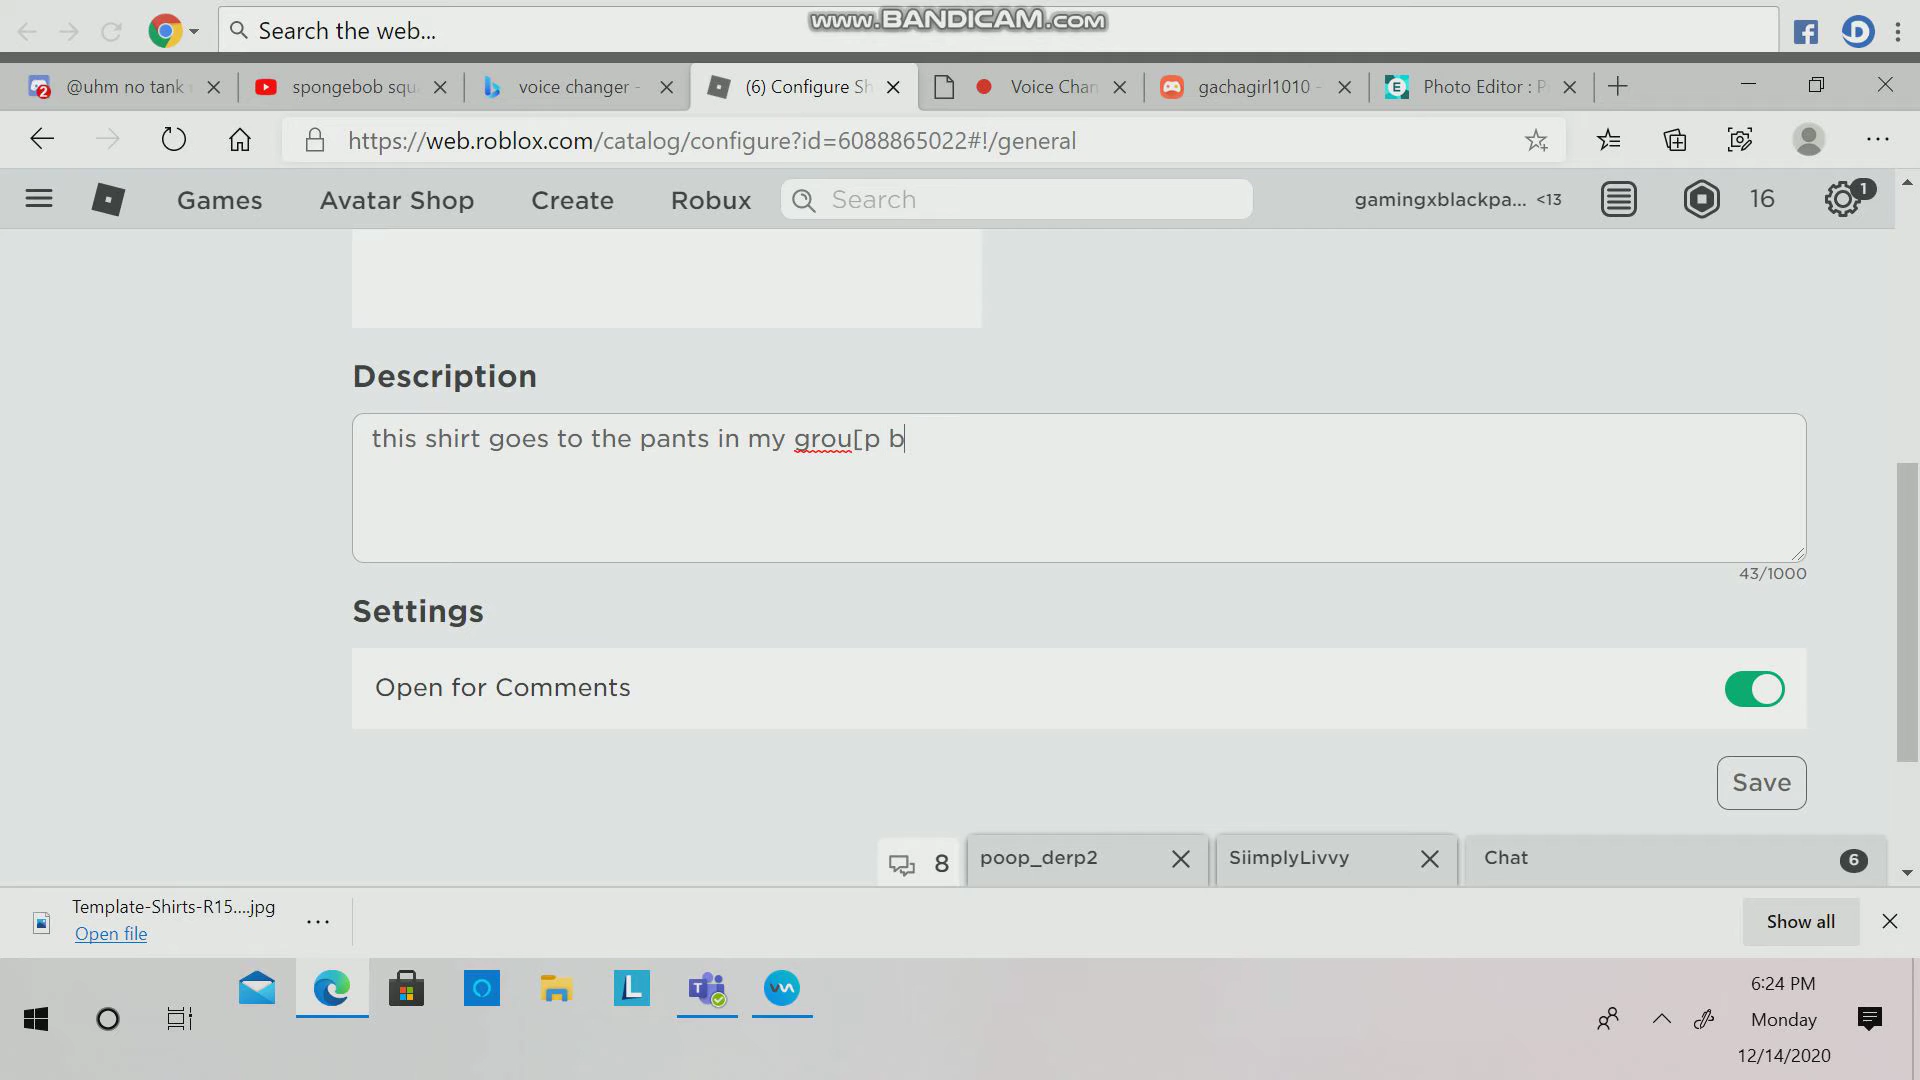 www.BANDICAM.com
Search the web...
@uhm no tank
spongebob squ
voice changer -
(6) Configure Sh
Voice Chan
gachagirl1010 -
Photo Editor : P
https://web.roblox.com/catalog/configure?id=6088865022#!/general
Games
Avatar Shop
Create
Robux
Search
gamingxblackpa... <13
16
1
Description
this shirt goes to the pants in my grou[p b
43/1000
Settings
Open for Comments
Save
8
poop_derp2
SiimplyLivvy
Chat
6
Template-Shirts-R15....jpg
Open file
Show all
6:24 PM
Monday
12/14/2020